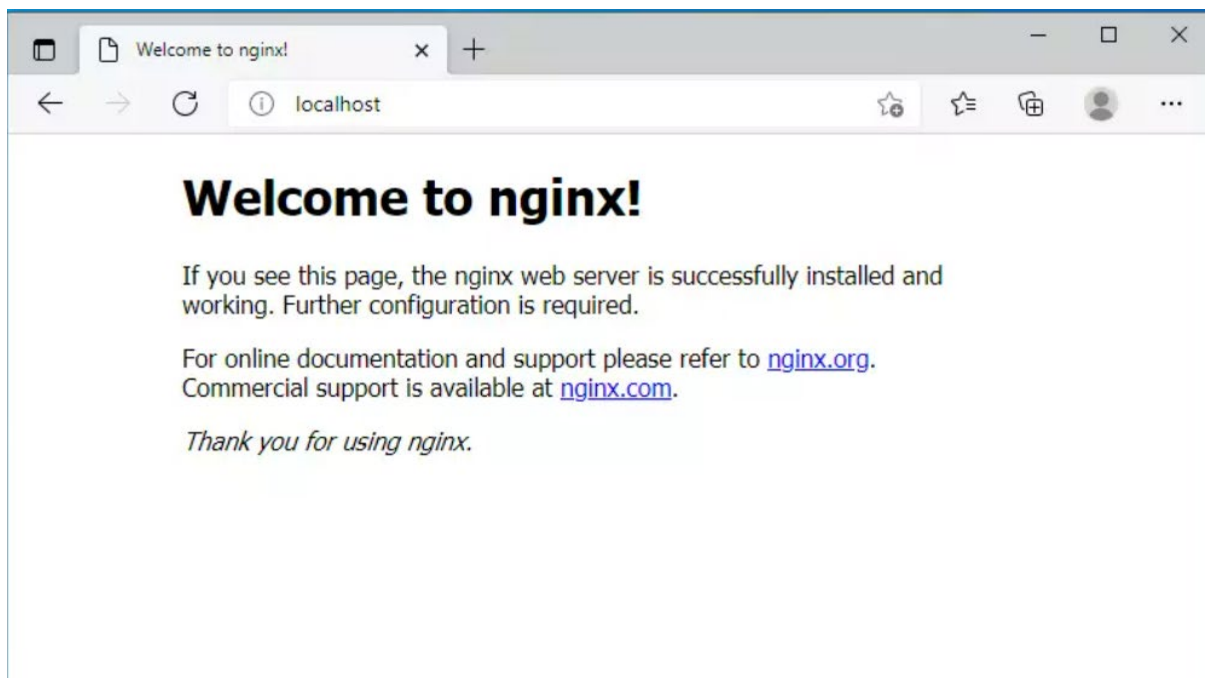 Welcome to nginx!
localhost
Welcome to nginx!
If you see this page, the nginx web server is successfully installed and
working. Further configuration is required.
For online documentation and support please refer to nginx.org.
Commercial support is available at nginx.com.
Thank you for using nginx.